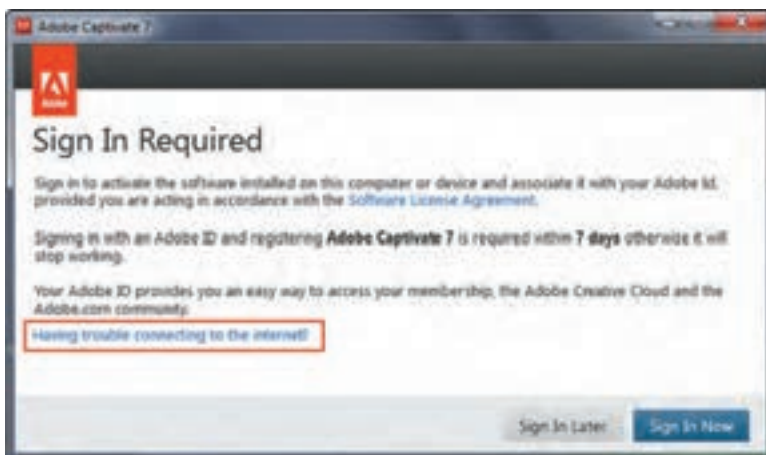 Adobe Captivate 7
Adobe
Sign In Required
Sign in to activate the software installed on this computer or device and associate it with your Adobe Id,
provided you are acting in accordance with the Software License Agreement.
Signing in with an Adobe ID and registering Adobe Captivate 7 is required within 7 days otherwise it will
stop working.
Your Adobe ID provides you an easy way to access your membership, the Adobe Creative Cloud and the
Adobe.com community.
Having trouble connecting to the internet?
Sign In Later
Sign In Now